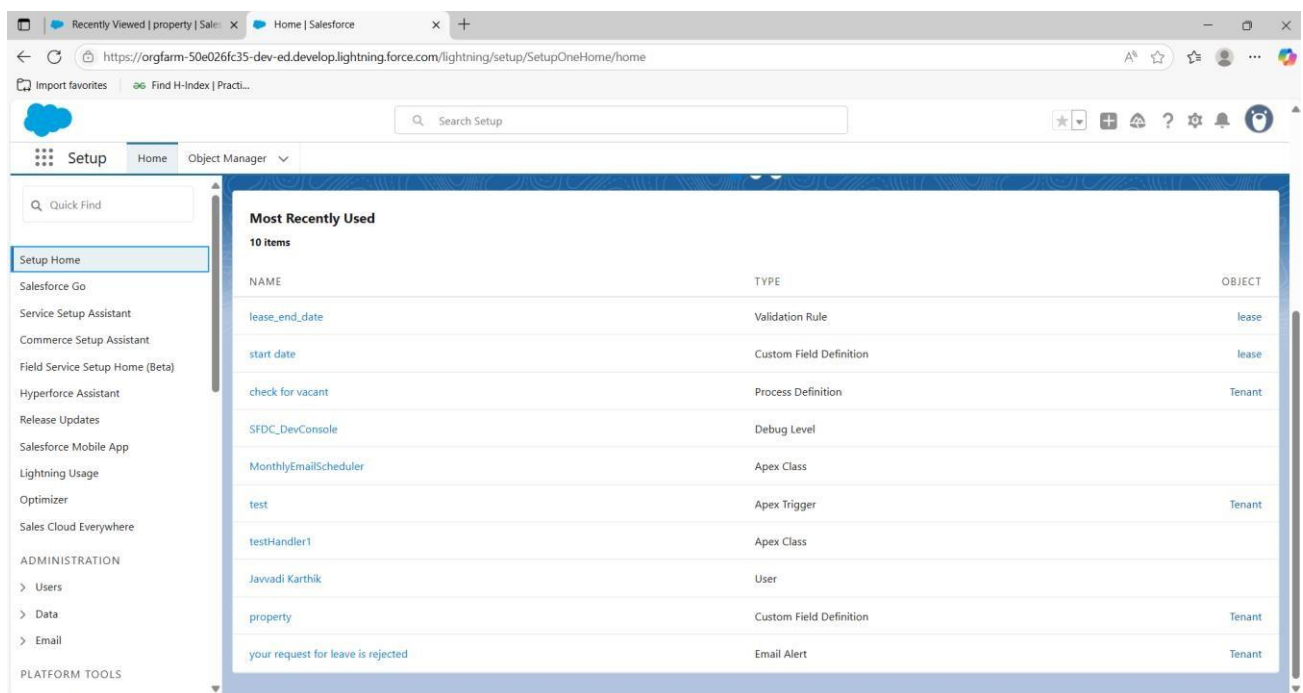 Recently Viewed | property | Sale
Home | Salesforce
https://orgfarm-50e026fc35-dev-ed.develop.lightning.force.com/lightning/setup/SetupOneHome/home
Import favorites
Find H-Index | Practi...
Search Setup
Setup
Home
Object Manager
Quick Find
Setup Home
Salesforce Go
Service Setup Assistant
Commerce Setup Assistant
Field Service Setup Home (Beta)
Hyperforce Assistant
Release Updates
Salesforce Mobile App
Lightning Usage
Optimizer
Sales Cloud Everywhere
ADMINISTRATION
Users
Data
Email
PLATFORM TOOLS
Most Recently Used
10 items
NAME TYPE OBJECT
lease_end_date Validation Rule lease
start date Custom Field Definition lease
check for vacant Process Definition Tenant
SFDC_DevConsole Debug Level
MonthlyEmailScheduler Apex Class
test Apex Trigger Tenant
testHandler1 Apex Class
Javvadi Karthik User
property Custom Field Definition Tenant
your request for leave is rejected Email Alert Tenant